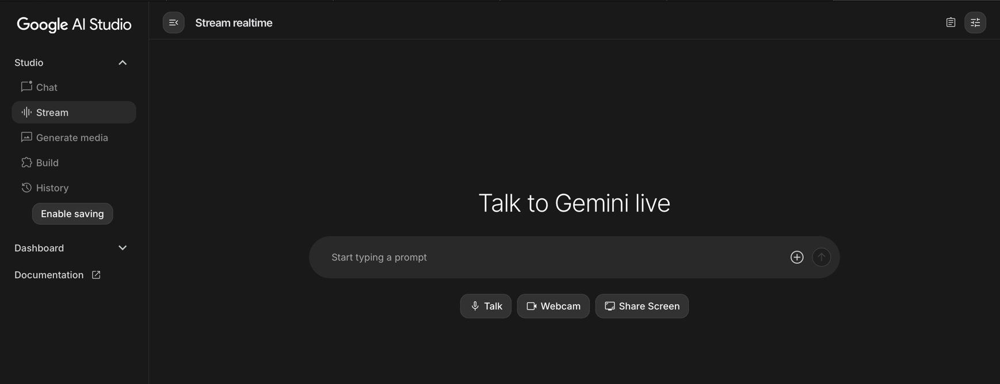 Google AI Studio
Stream realtime
Studio
Chat
Stream
Generate media
Build
History
Enable saving
Dashboard
Documentation
Talk to Gemini live
Start typing a prompt
Talk
Webcam
Share Screen